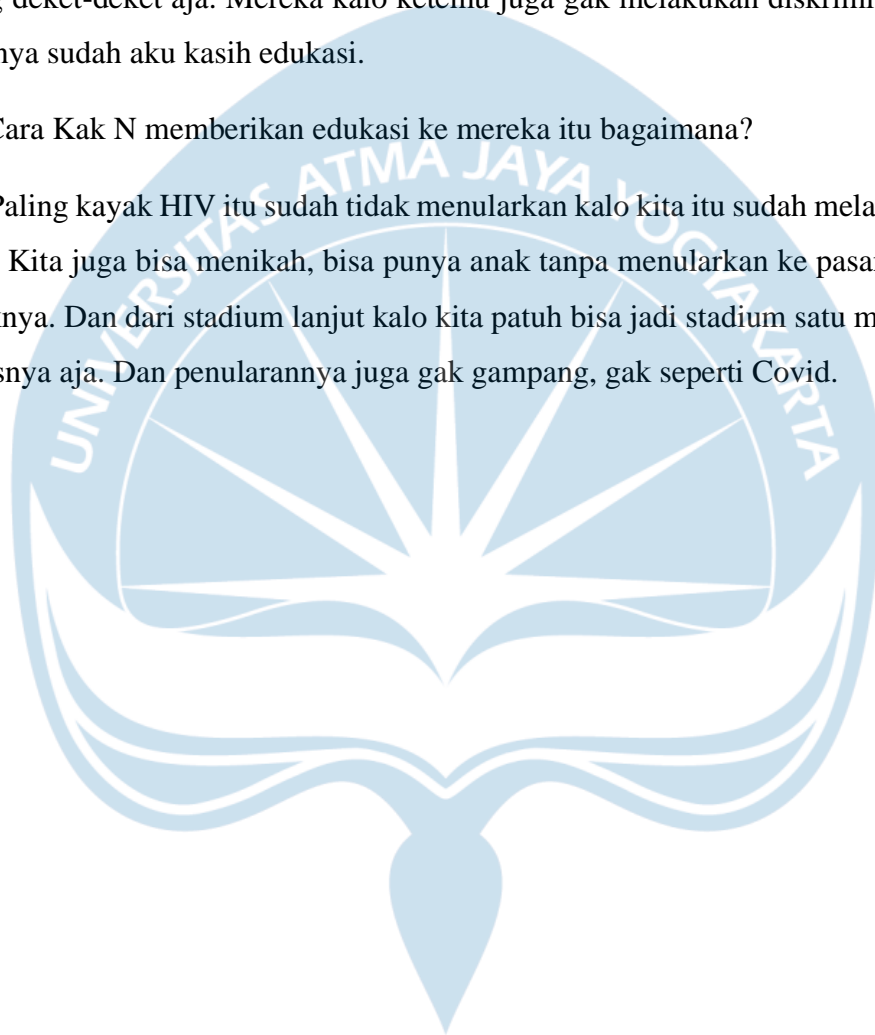 deket-deket aja. Mereka kalo ketemu juga gak melakukan
nya sudah aku kasih edukasi.
Cara Kak N memberikan edukasi ke mereka itu bagaimana?
Paling kayak HIV itu sudah tidak menularkan kalo kita itu sudah
Kita juga bisa menikah, bisa punya anak tanpa menularkan ke
nya. Dan dari stadium lanjut kalo kita patuh bisa jadi stadium satu
snya aja. Dan penularannya juga gak gampang, gak seperti Covid.
UNIVERSITAS ATMA JAYA YOGYAKARTA